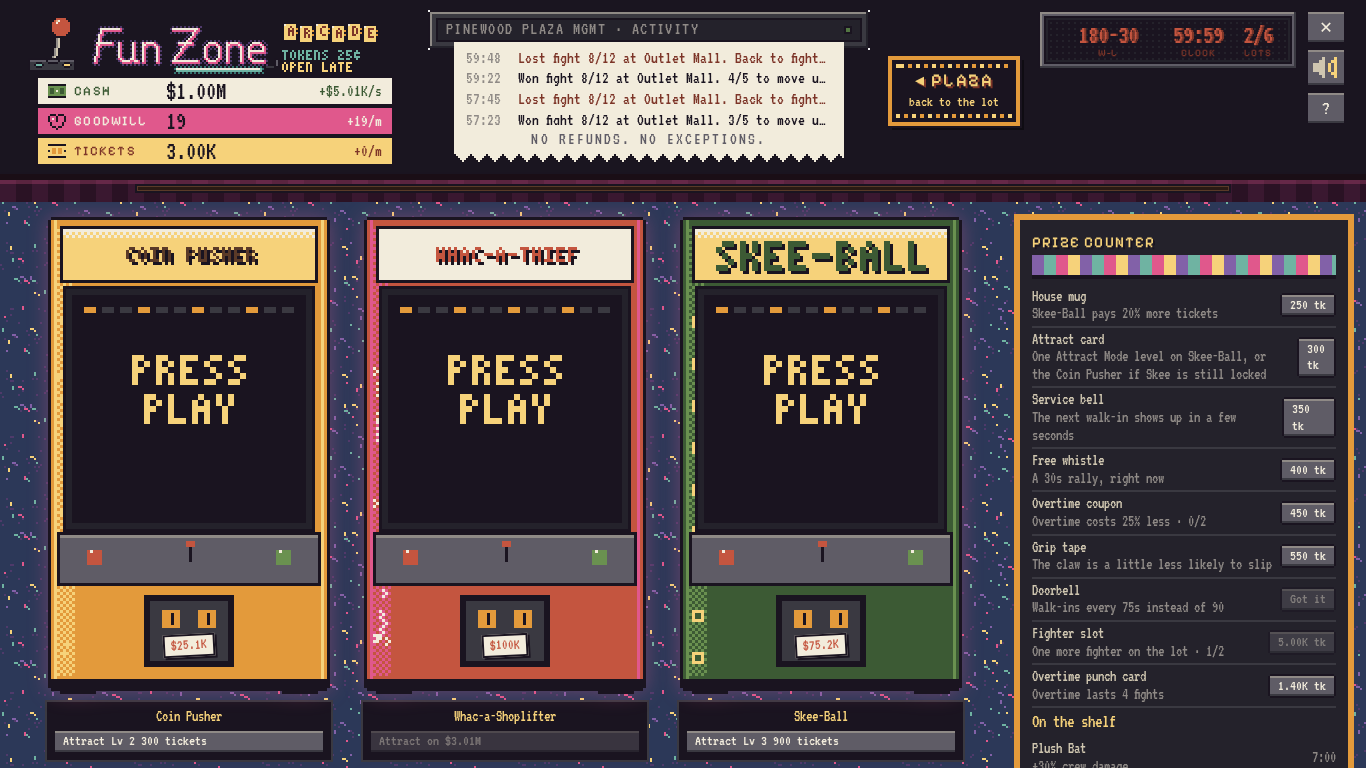 Fun Zone
ARCADE
TOKENS 25¢
OPEN LATE
CASH $1.00M +$5.01K/s
GOODWILL 19 +19/m
TICKETS 3.00K +0/m
PINEWOOD PLAZA MGMT · ACTIVITY
59:48 Lost fight 8/12 at Outlet Mall. Back to fight…
59:22 Won fight 8/12 at Outlet Mall. 4/5 to move u…
57:45 Lost fight 8/12 at Outlet Mall. Back to fight…
57:23 Won fight 8/12 at Outlet Mall. 3/5 to move u…
NO REFUNDS. NO EXCEPTIONS.
◀ PLAZA
back to the lot
180-30 59:59 2/6
W-L CLOCK LOTS
✕
?
COIN PUSHER
PRESS
PLAY
$25.1K
Coin Pusher
Attract Lv 2 300 tickets
WHAC-A-THIEF
PRESS
PLAY
$100K
Whac-a-Shoplifter
Attract on $3.01M
SKEE-BALL
PRESS
PLAY
$75.2K
Skee-Ball
Attract Lv 3 900 tickets
PRIZE COUNTER
House mug
Skee-Ball pays 20% more tickets
250 tk
Attract card
One Attract Mode level on Skee-Ball, or
the Coin Pusher if Skee is still locked
300
tk
Service bell
The next walk-in shows up in a few
seconds
350
tk
Free whistle
A 30s rally, right now
400 tk
Overtime coupon
Overtime costs 25% less · 0/2
450 tk
Grip tape
The claw is a little less likely to slip
550 tk
Doorbell
Walk-ins every 75s instead of 90
Got it
Fighter slot
One more fighter on the lot · 1/2
5.00K tk
Overtime punch card
Overtime lasts 4 fights
1.40K tk
On the shelf
Plush Bat
+30% crew damage
7:00